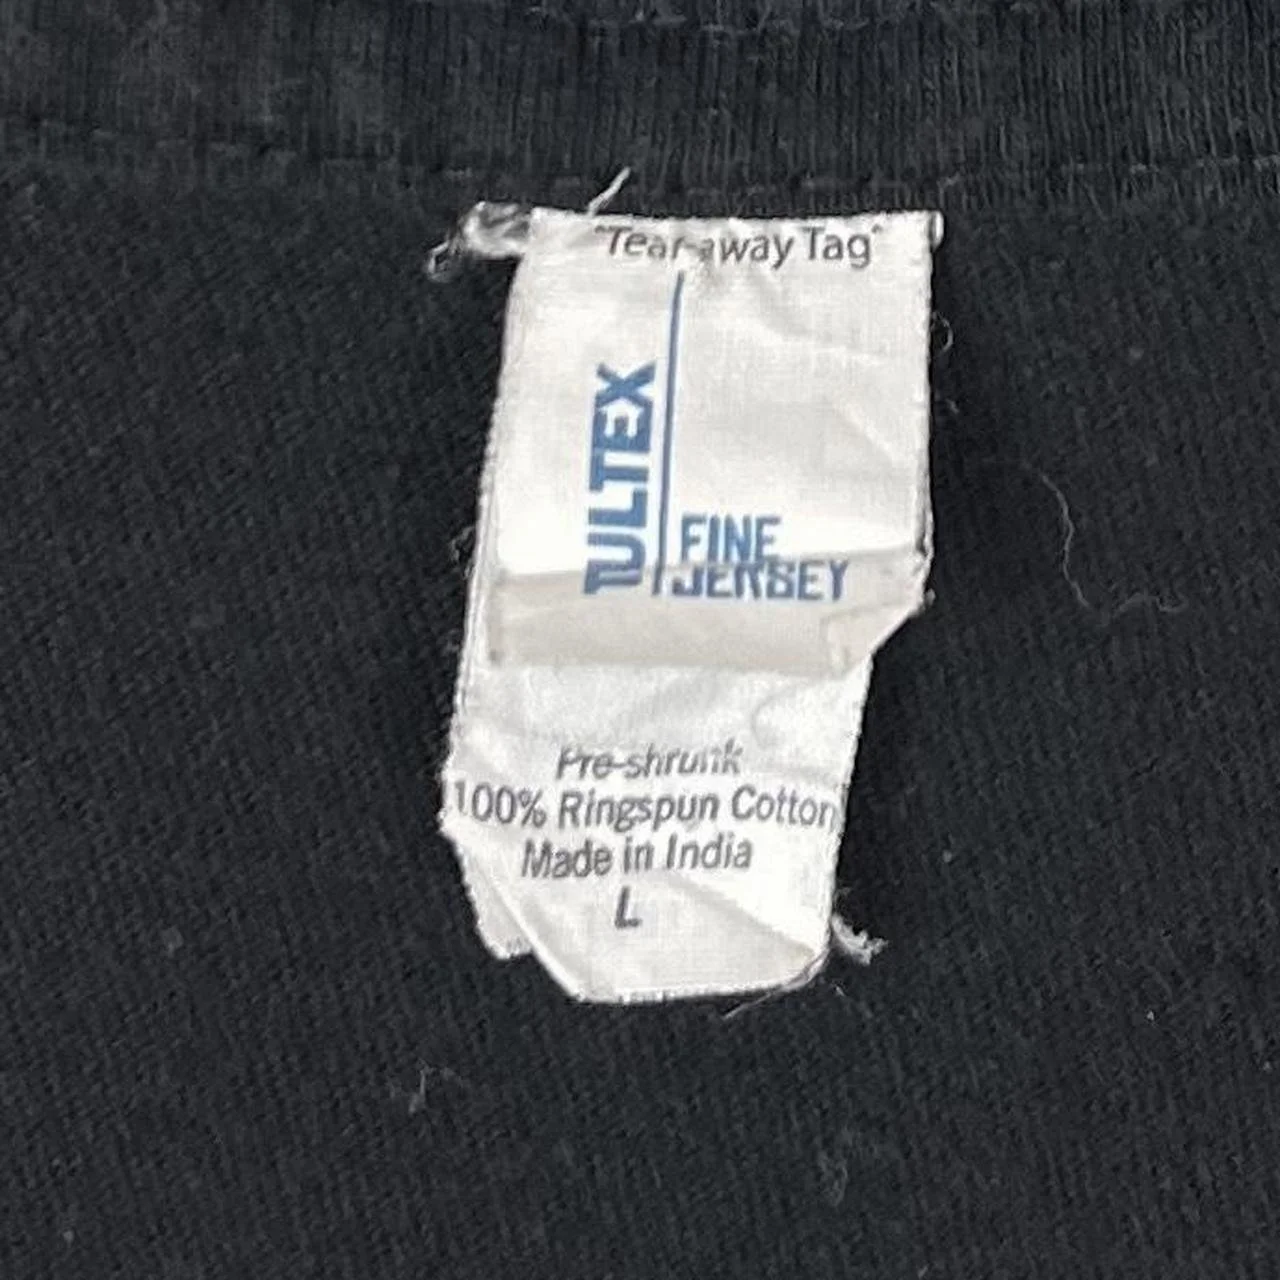 "Tear-away Tag"
TULTEX
FINE
JERSEY
Pre-shrunk
100% Ringspun Cotton
Made in India
L